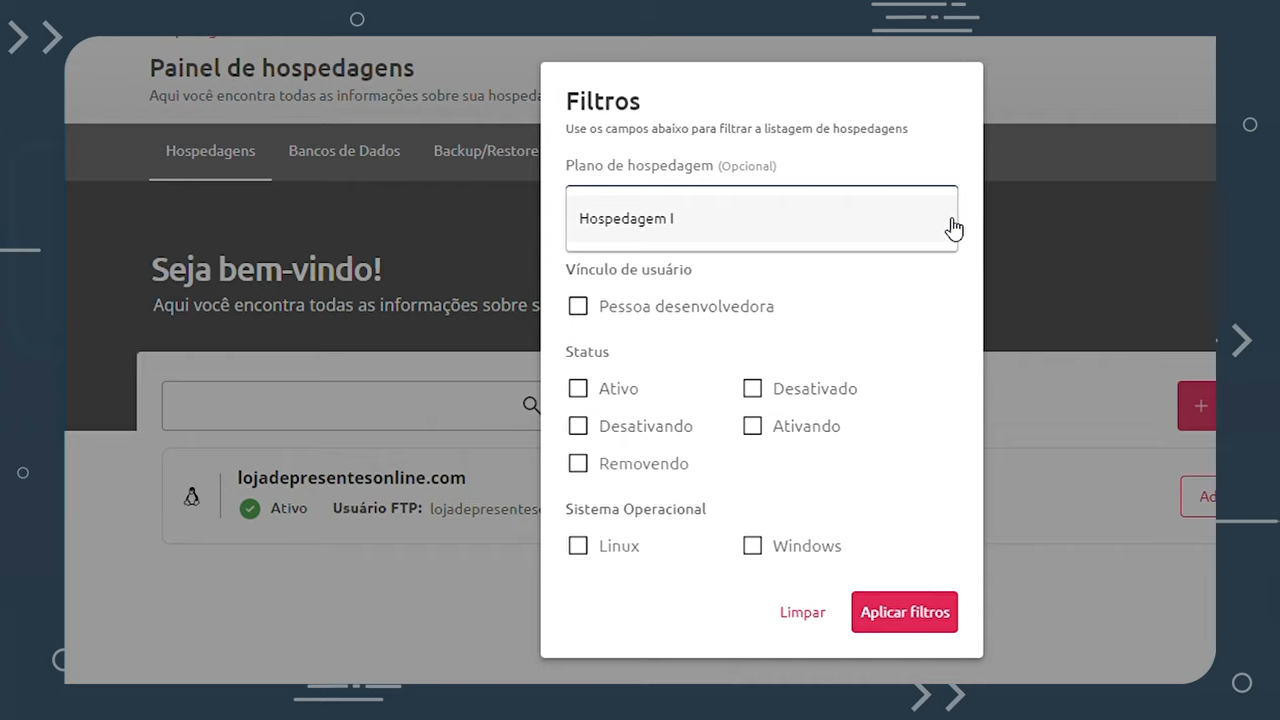 Painel de hospedagens
Aqui você encontra todas as informações sobre sua hosped
Hospedagens
Bancos de Dados
Backup/Restore
Seja bem-vindo!
Aqui você encontra todas as informações sobre s
lojadepresentesonline.com
Ativo
Usuário FTP: lojadepresentes
Filtros
Use os campos abaixo para filtrar a listagem de hospedagens
Plano de hospedagem (Opcional)
Hospedagem I
Vínculo de usuário
Pessoa desenvolvedora
Status
Ativo
Desativado
Desativando
Ativando
Removendo
Sistema Operacional
Linux
Windows
Limpar
Aplicar filtros
+
Ad